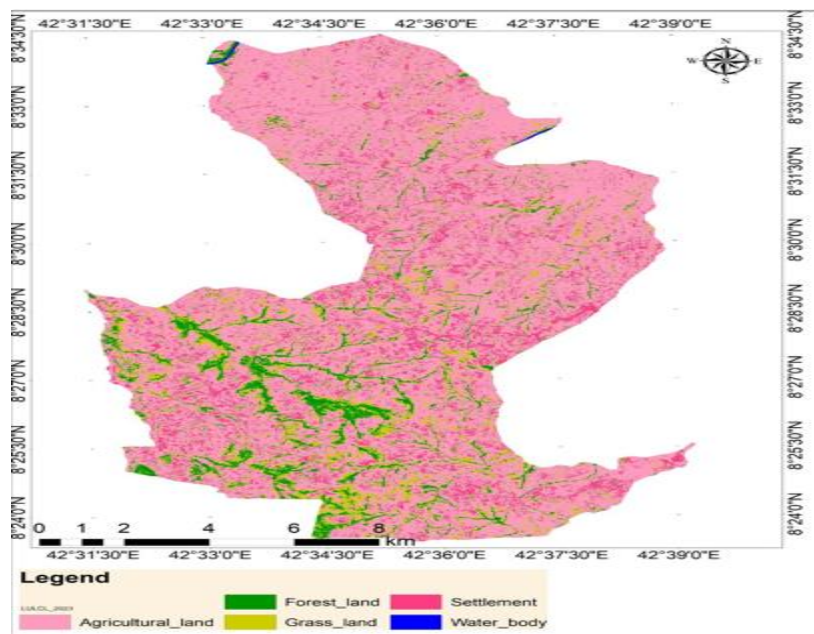 42°31'30"E 42°33'0"E 42°34'30"E 42°36'0"E 42°37'30"E 42°39'0"E
8°34'30"N 8°34'30"N
N
W E
S
8°33'0"N 8°33'0"N
8°31'30"N 8°31'30"N
8°30'0"N 8°30'0"N
8°28'30"N 8°28'30"N
8°27'0"N 8°27'0"N
8°25'30"N 8°25'30"N
8°24'0"N 8°24'0"N
0 1 2 4 6 8
km
42°31'30"E 42°33'0"E 42°34'30"E 42°36'0"E 42°37'30"E 42°39'0"E
Legend
Forest_land Settlement
Agricultural_land Grass_land Water_body